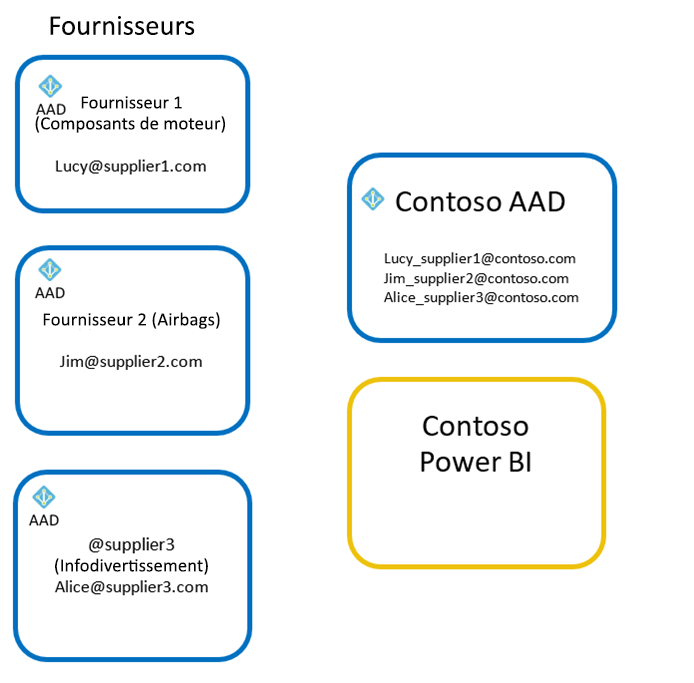 Fournisseurs
AAD
Fournisseur 1
(Composants de moteur)
Lucy@supplier1.com
AAD
Fournisseur 2 (Airbags)
Jim@supplier2.com
AAD
@supplier3
(Infodivertissement)
Alice@supplier3.com
Contoso AAD
Lucy_supplier1@contoso.com
Jim_supplier2@contoso.com
Alice_supplier3@contoso.com
Contoso
Power BI